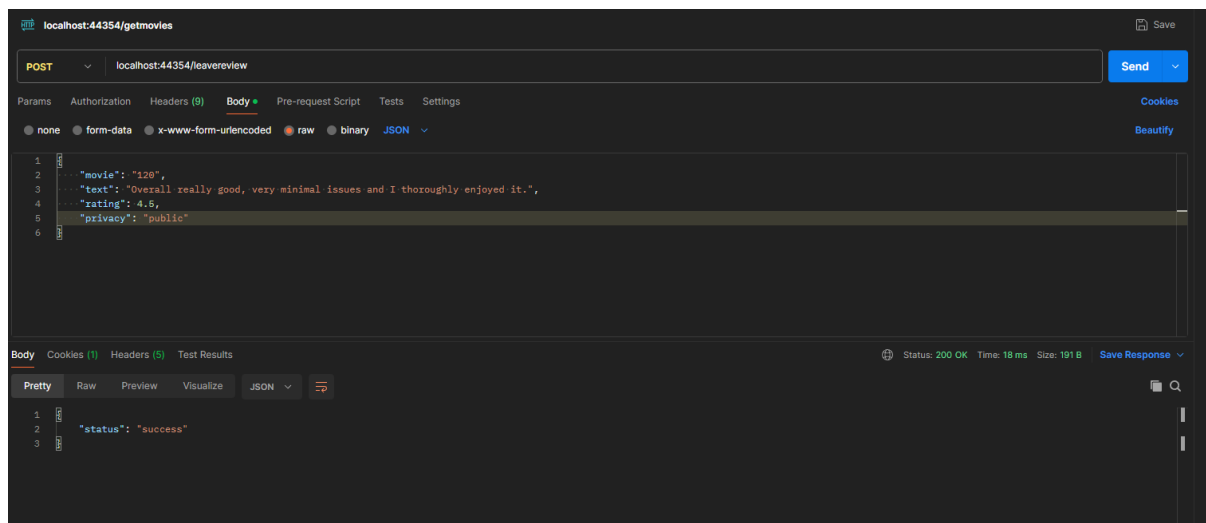 HTTP localhost:44354/getmovies Save
POST localhost:44354/leavereview Send
Params Authorization Headers (9) Body Pre-request Script Tests Settings Cookies
none form-data x-www-form-urlencoded raw binary JSON Beautify
1 {
2 "movie": "120",
3 "text": "Overall really good, very minimal issues and I thoroughly enjoyed it.",
4 "rating": 4.5,
5 "privacy": "public"
6 }
Body Cookies (1) Headers (5) Test Results Status: 200 OK Time: 18 ms Size: 191 B Save Response
Pretty Raw Preview Visualize JSON
1 {
2 "status": "success"
3 }